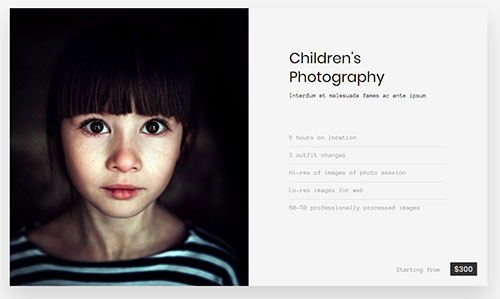 Children's
Photography
Interdum et malesuada fames ac ante ipsum
5 hours on location
3 outfit changes
Hi-res of images of photo session
Lo-res images for web
60-70 professionally processed images
Starting from: $300